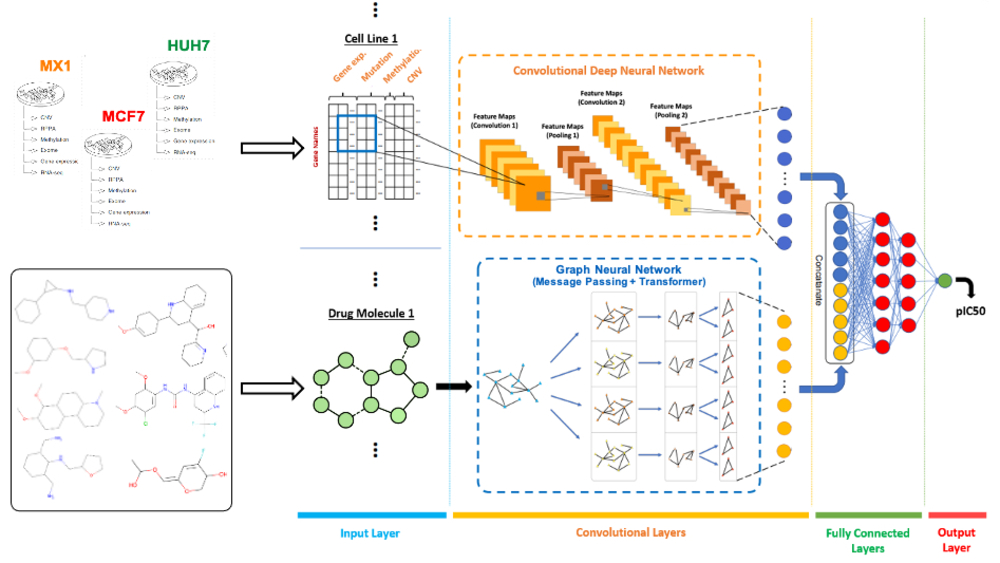 HUH7
CNV
RPPA
Methylation
Exome
Gene expression
RNA-seq
MX1
CNV
RPPA
Methylation
Exome
Gene expressic
RNA-seq
MCF7
CNV
RPPA
Methylation
Exome
Gene expression
RNA-seq
Cell Line 1
Gene exp.
Mutation
Methylatio.
CNV
Gene Names
Convolutional Deep Neural Network
Feature Maps
(Convolution 1)
Feature Maps
(Pooling 1)
Feature Maps
(Convolution 2)
Feature Maps
(Pooling 2)
Drug Molecule 1
Graph Neural Network
(Message Passing + Transformer)
Concatanate
pIC50
Input Layer
Convolutional Layers
Fully Connected
Layers
Output
Layer